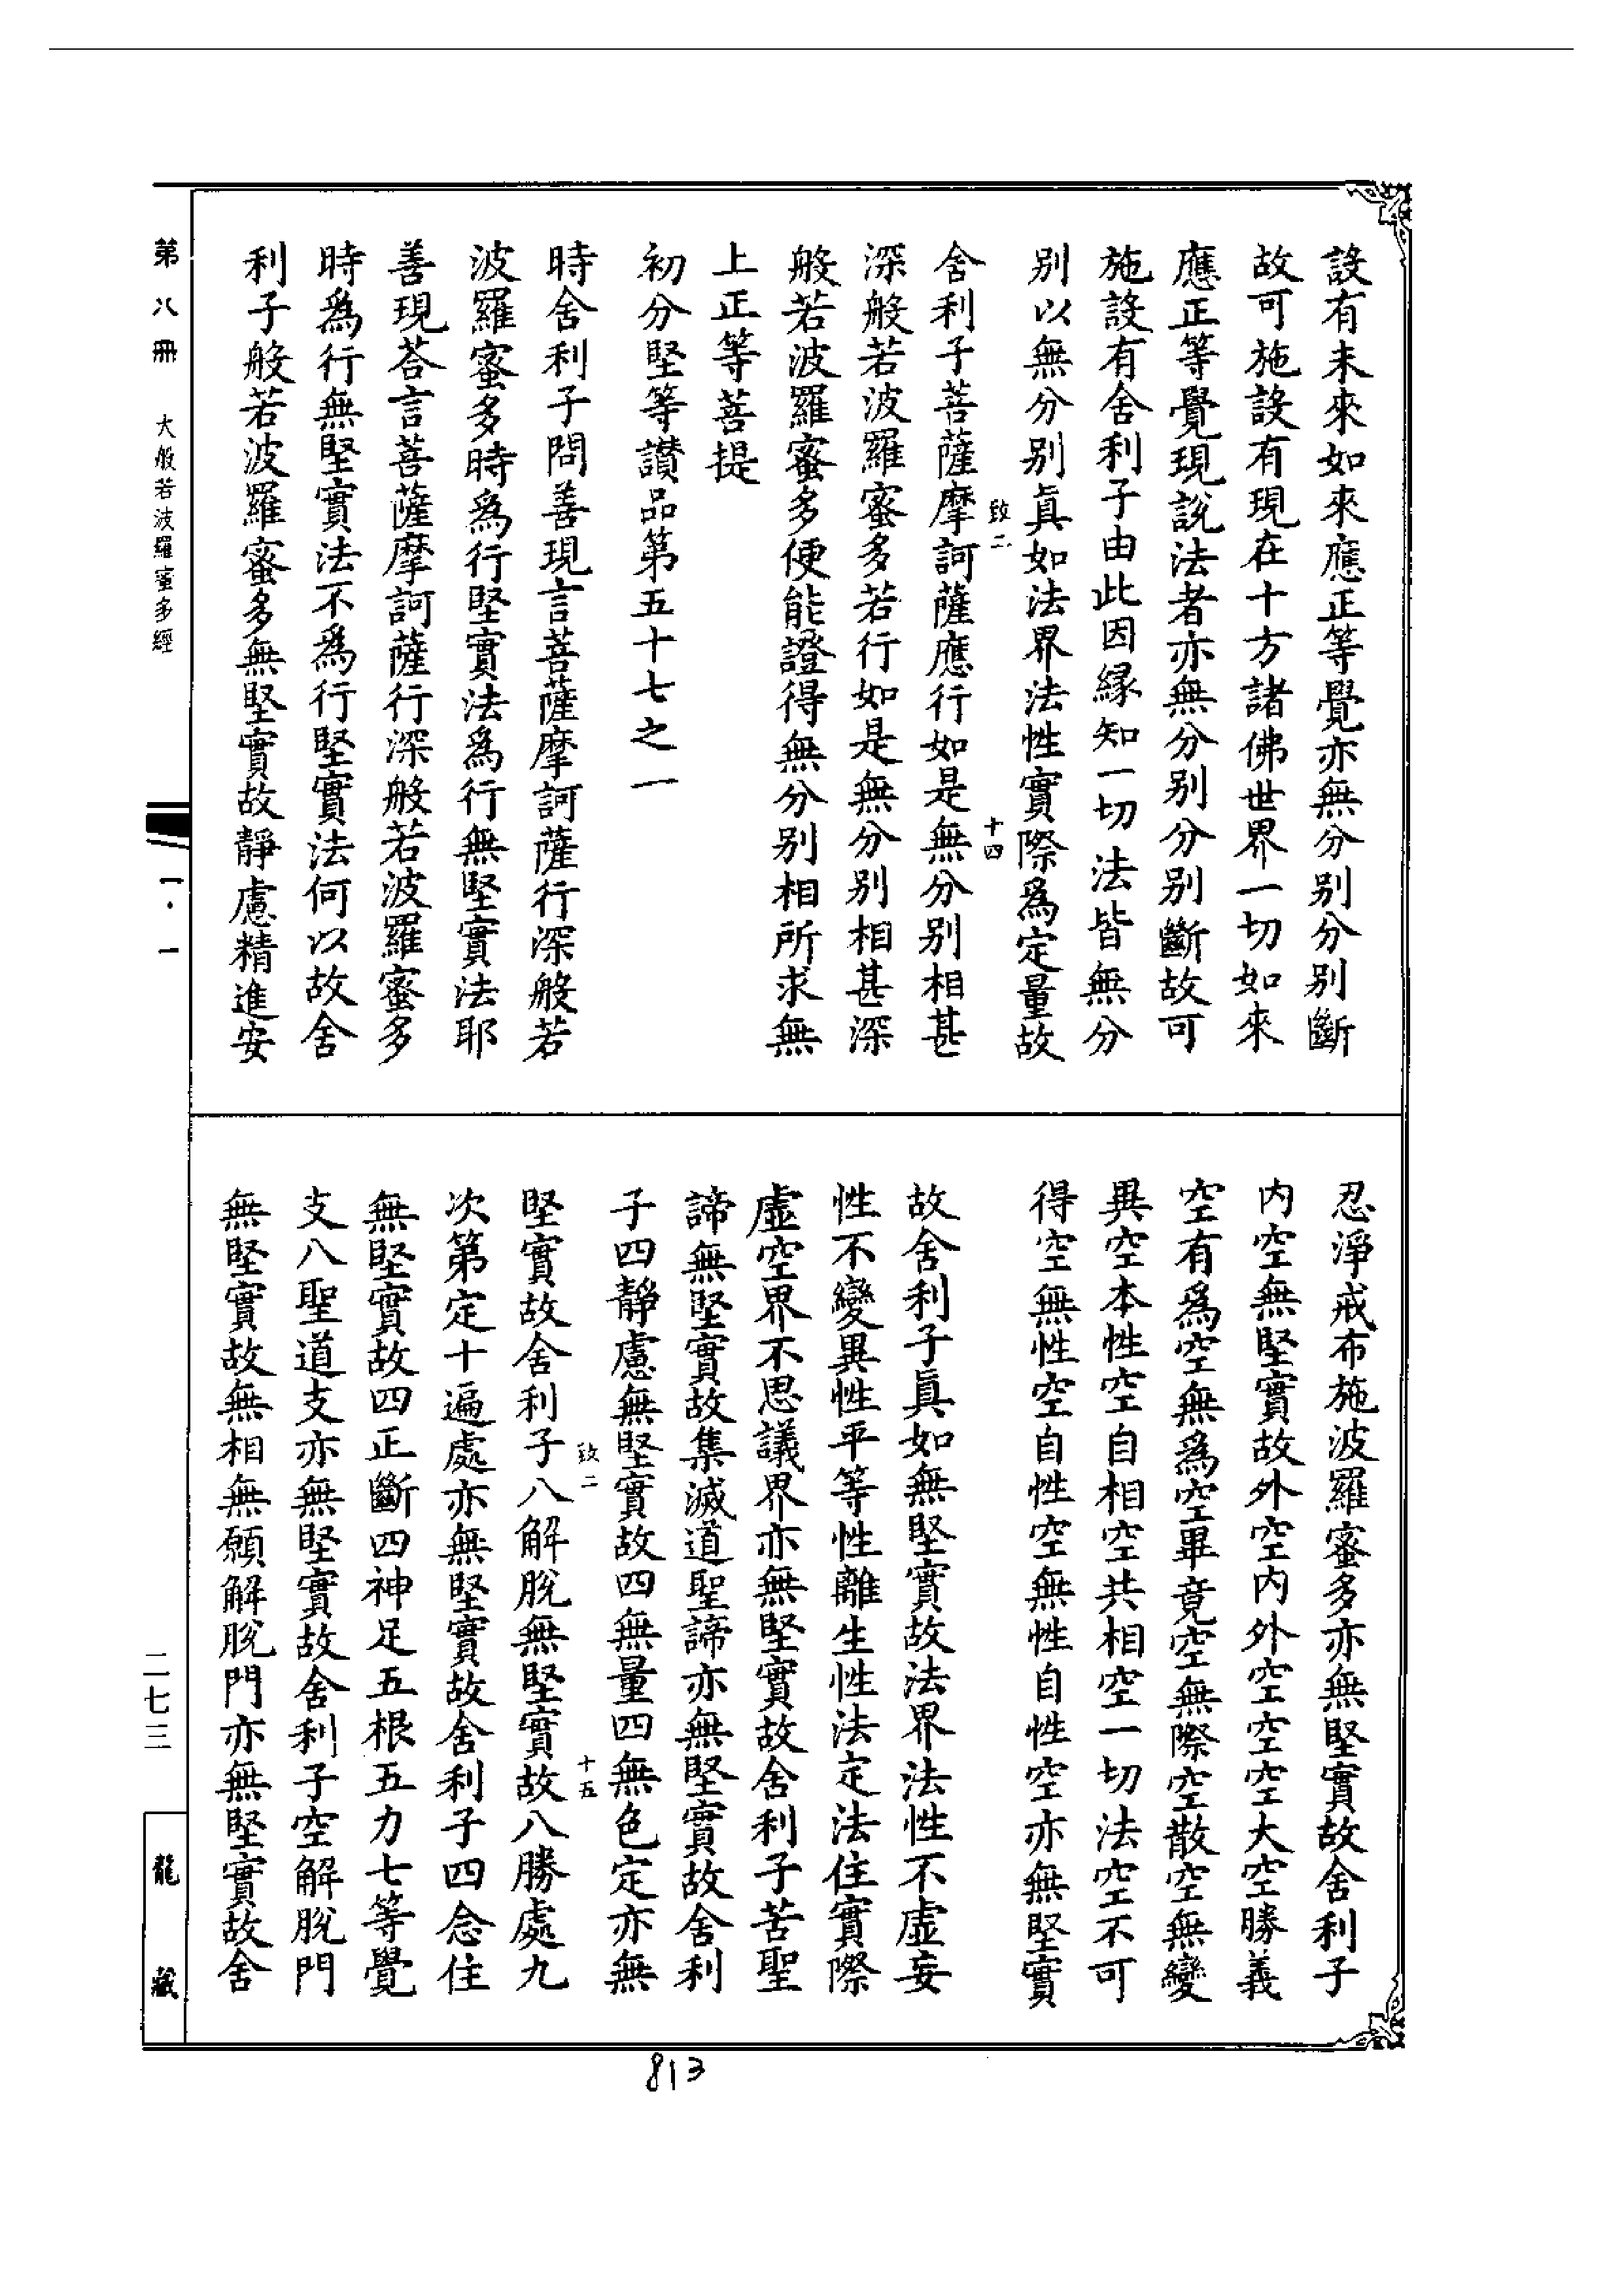 設有未來如來應正等覺亦無分別分別斷
故可施設有現在十方諸佛世界一切如來
應正等覺現說法者亦無分別分別斷故可
施設有舍利子由此因緣知一切法皆無分
別以無分別真如法界法性實際爲定量故
致二 十四
舍利子菩薩摩訶薩應行如是無分別相甚
深般若波羅蜜多若行如是無分別相甚深
般若波羅蜜多便能證得無分別相所求無
上正等菩提
初分堅等讃品第五十七之一
時舍利子問善現言菩薩摩訶薩行深般若
波羅蜜多時爲行堅實法爲行無堅實法耶
善現荅言菩薩摩訶薩行深般若波羅蜜多
時爲行無堅實法不爲行堅實法何以故舍
利子般若波羅蜜多無堅實故靜慮精進安
忍淨戒布施波羅蜜多亦無堅實故舍利子
内空無堅實故外空内外空空空大空勝義
空有爲空無爲空畢竟空無際空散空無變
異空本性空自相空共相空一切法空不可
得空無性空自性空無性自性空亦無堅實
故舍利子真如無堅實故法界法性不虛妄
性不變異性平等性離生性法定法住實際
虛空界不思議界亦無堅實故舍利子苦聖
諦無堅實故集滅道聖諦亦無堅實故舍利
子四靜慮無堅實故四無量四無色定亦無
致二 十五
堅實故舍利子八解脫無堅實故八勝處九
次第定十遍處亦無堅實故舍利子四念住
無堅實故四正斷四神足五根五力七等覺
支八聖道支亦無堅實故舍利子空解脫門
無堅實故無相無願解脫門亦無堅實故舍
第八冊 大般若波羅蜜多經
一·一
二七三
龍藏
813